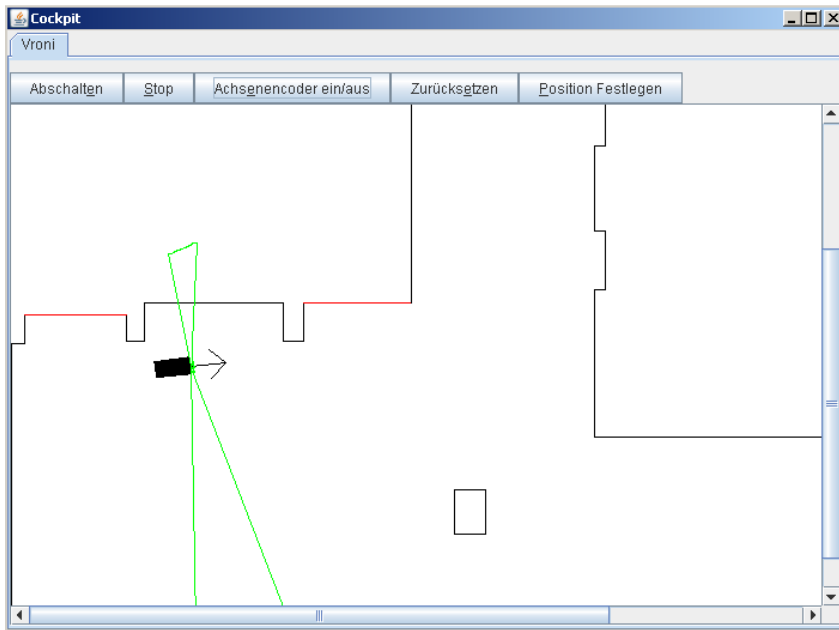 Cockpit
Vroni
Abschalten
Stop
Achsenencoder ein/aus
Zurücksetzen
Position Festlegen